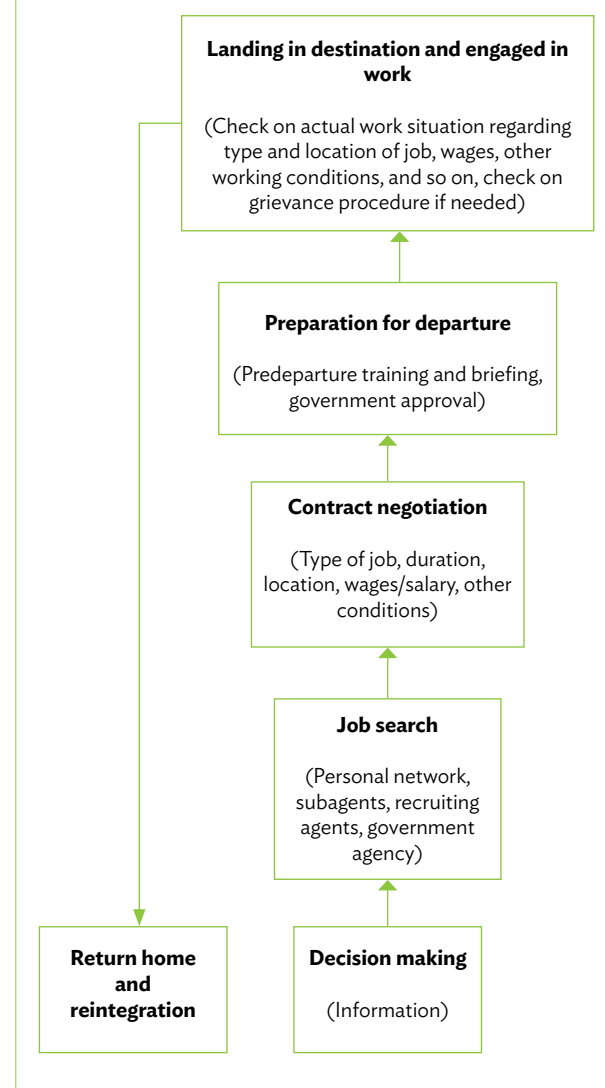 Landing in destination and engaged in
work
(Check on actual work situation regarding
type and location of job, wages, other
working conditions, and so on, check on
grievance procedure if needed)
Preparation for departure
(Predeparture training and briefing,
government approval)
Contract negotiation
(Type of job, duration,
location, wages/salary, other
conditions)
Job search
(Personal network,
subagents, recruiting
agents, government
agency)
Return home
and
reintegration
Decision making
(Information)